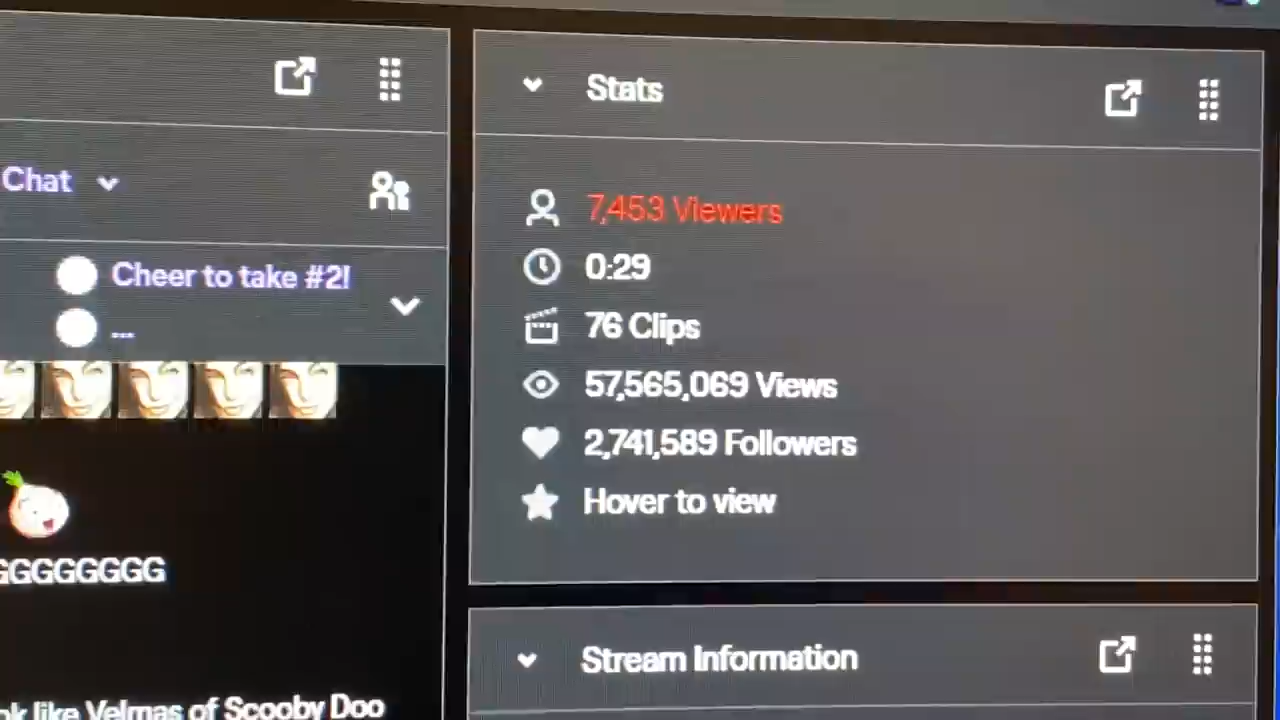 Chat
Cheer to take #2!
...
GGGGGGGG
like Velmas of Scooby Doo
Stats
7,453 Viewers
0:29
76 Clips
57,565,069 Views
2,741,589 Followers
Hover to view
Stream Information